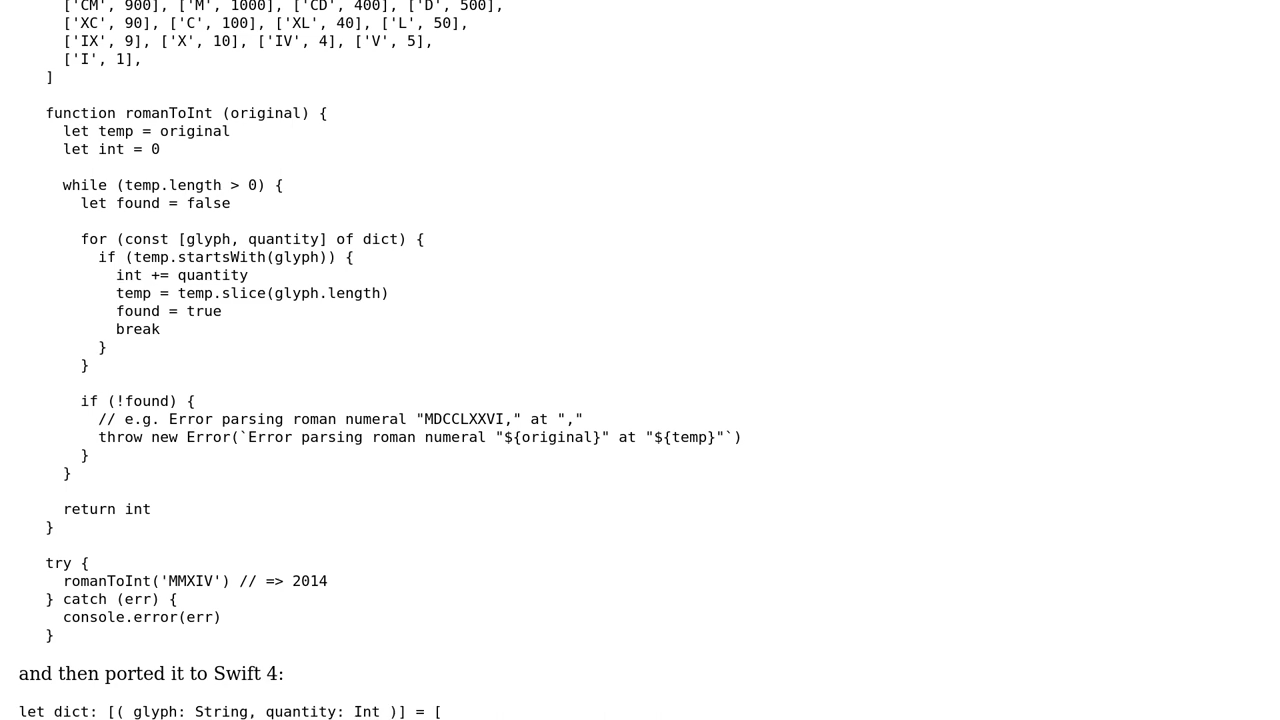 ['CM', 900], ['M', 1000], ['CD', 400], ['D', 500],
['XC', 90], ['C', 100], ['XL', 40], ['L', 50],
['IX', 9], ['X', 10], ['IV', 4], ['V', 5],
['I', 1],
]
function romanToInt (original) {
let temp = original
let int = 0
while (temp.length > 0) {
let found = false
for (const [glyph, quantity] of dict) {
if (temp.startsWith(glyph)) {
int += quantity
temp = temp.slice(glyph.length)
found = true
break
}
}
if (!found) {
// e.g. Error parsing roman numeral "MDCCLXXVI," at ","
throw new Error(`Error parsing roman numeral "${original}" at "${temp}"`)
}
}
return int
}
try {
romanToInt('MMXIV') // => 2014
} catch (err) {
console.error(err)
}
and then ported it to Swift 4:
let dict: [( glyph: String, quantity: Int )] = [